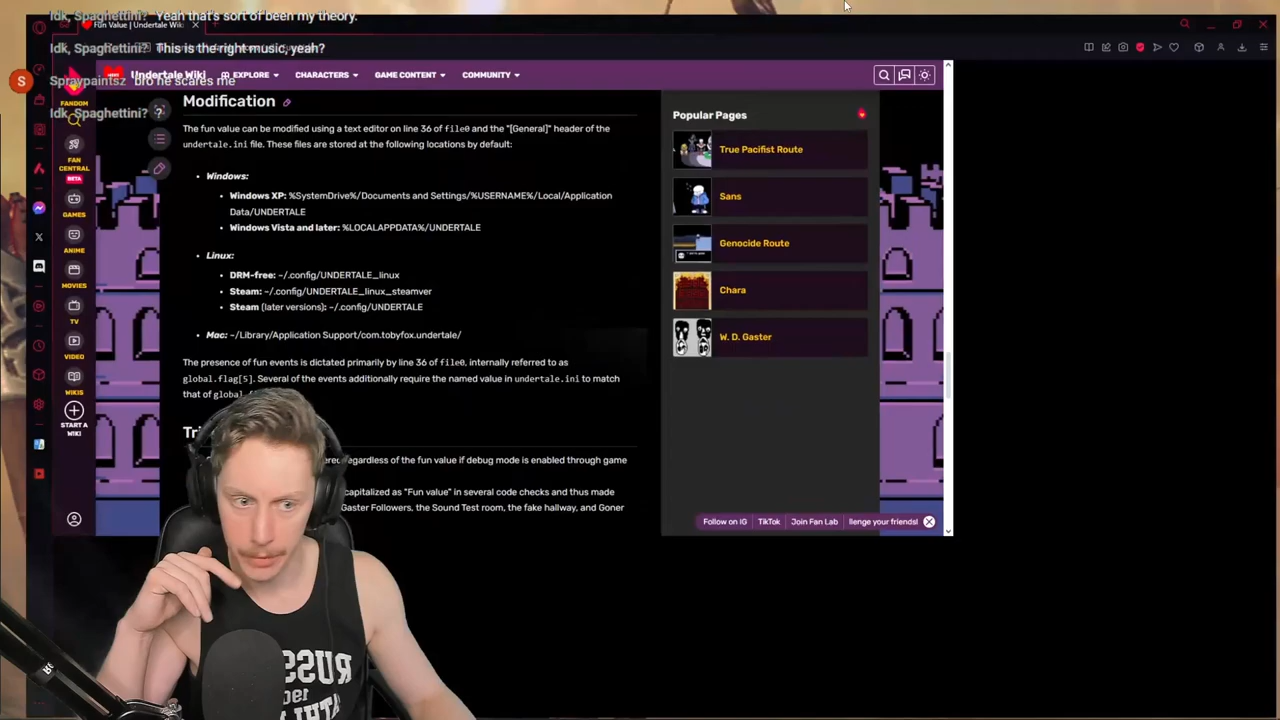 Idk, Spaghettini? Yeah that's sort of been my theory.
Fun Value | Undertale Wik
Idk, Spaghettini? This is the right music, yeah?
S Spraypaintsz bro he scares me
Idk, Spaghettini? ?
FANDOM
FAN CENTRAL
BETA
GAMES
ANIME
MOVIES
TV
VIDEO
WIKIS
START A WIKI
Undertale Wiki EXPLORE CHARACTERS GAME CONTENT COMMUNITY
Modification
The fun value can be modified using a text editor on line 36 of file0 and the "[General]" header of the
undertale.ini file. These files are stored at the following locations by default:
Windows:
Windows XP: %SystemDrive%/Documents and Settings/%USERNAME%/Local/Application
Data/UNDERTALE
Windows Vista and later: %LOCALAPPDATA%/UNDERTALE
Linux:
DRM-free: ~/.config/UNDERTALE_linux
Steam: ~/.config/UNDERTALE_linux_steamver
Steam (later versions): ~/.config/UNDERTALE
Mac: ~/Library/Application Support/com.tobyfox.undertale/
The presence of fun events is dictated primarily by line 36 of file0, internally referred to as
global.flag[5]. Several of the events additionally require the named value in undertale.ini to match
that of global.
Tri
regardless of the fun value if debug mode is enabled through game
capitalized as "Fun value" in several code checks and thus made
Gaster Followers, the Sound Test room, the fake hallway, and Goner
Popular Pages
True Pacifist Route
Sans
Genocide Route
Chara
W. D. Gaster
Follow on IG TikTok Join Fan Lab llenge your friends!
RUSS